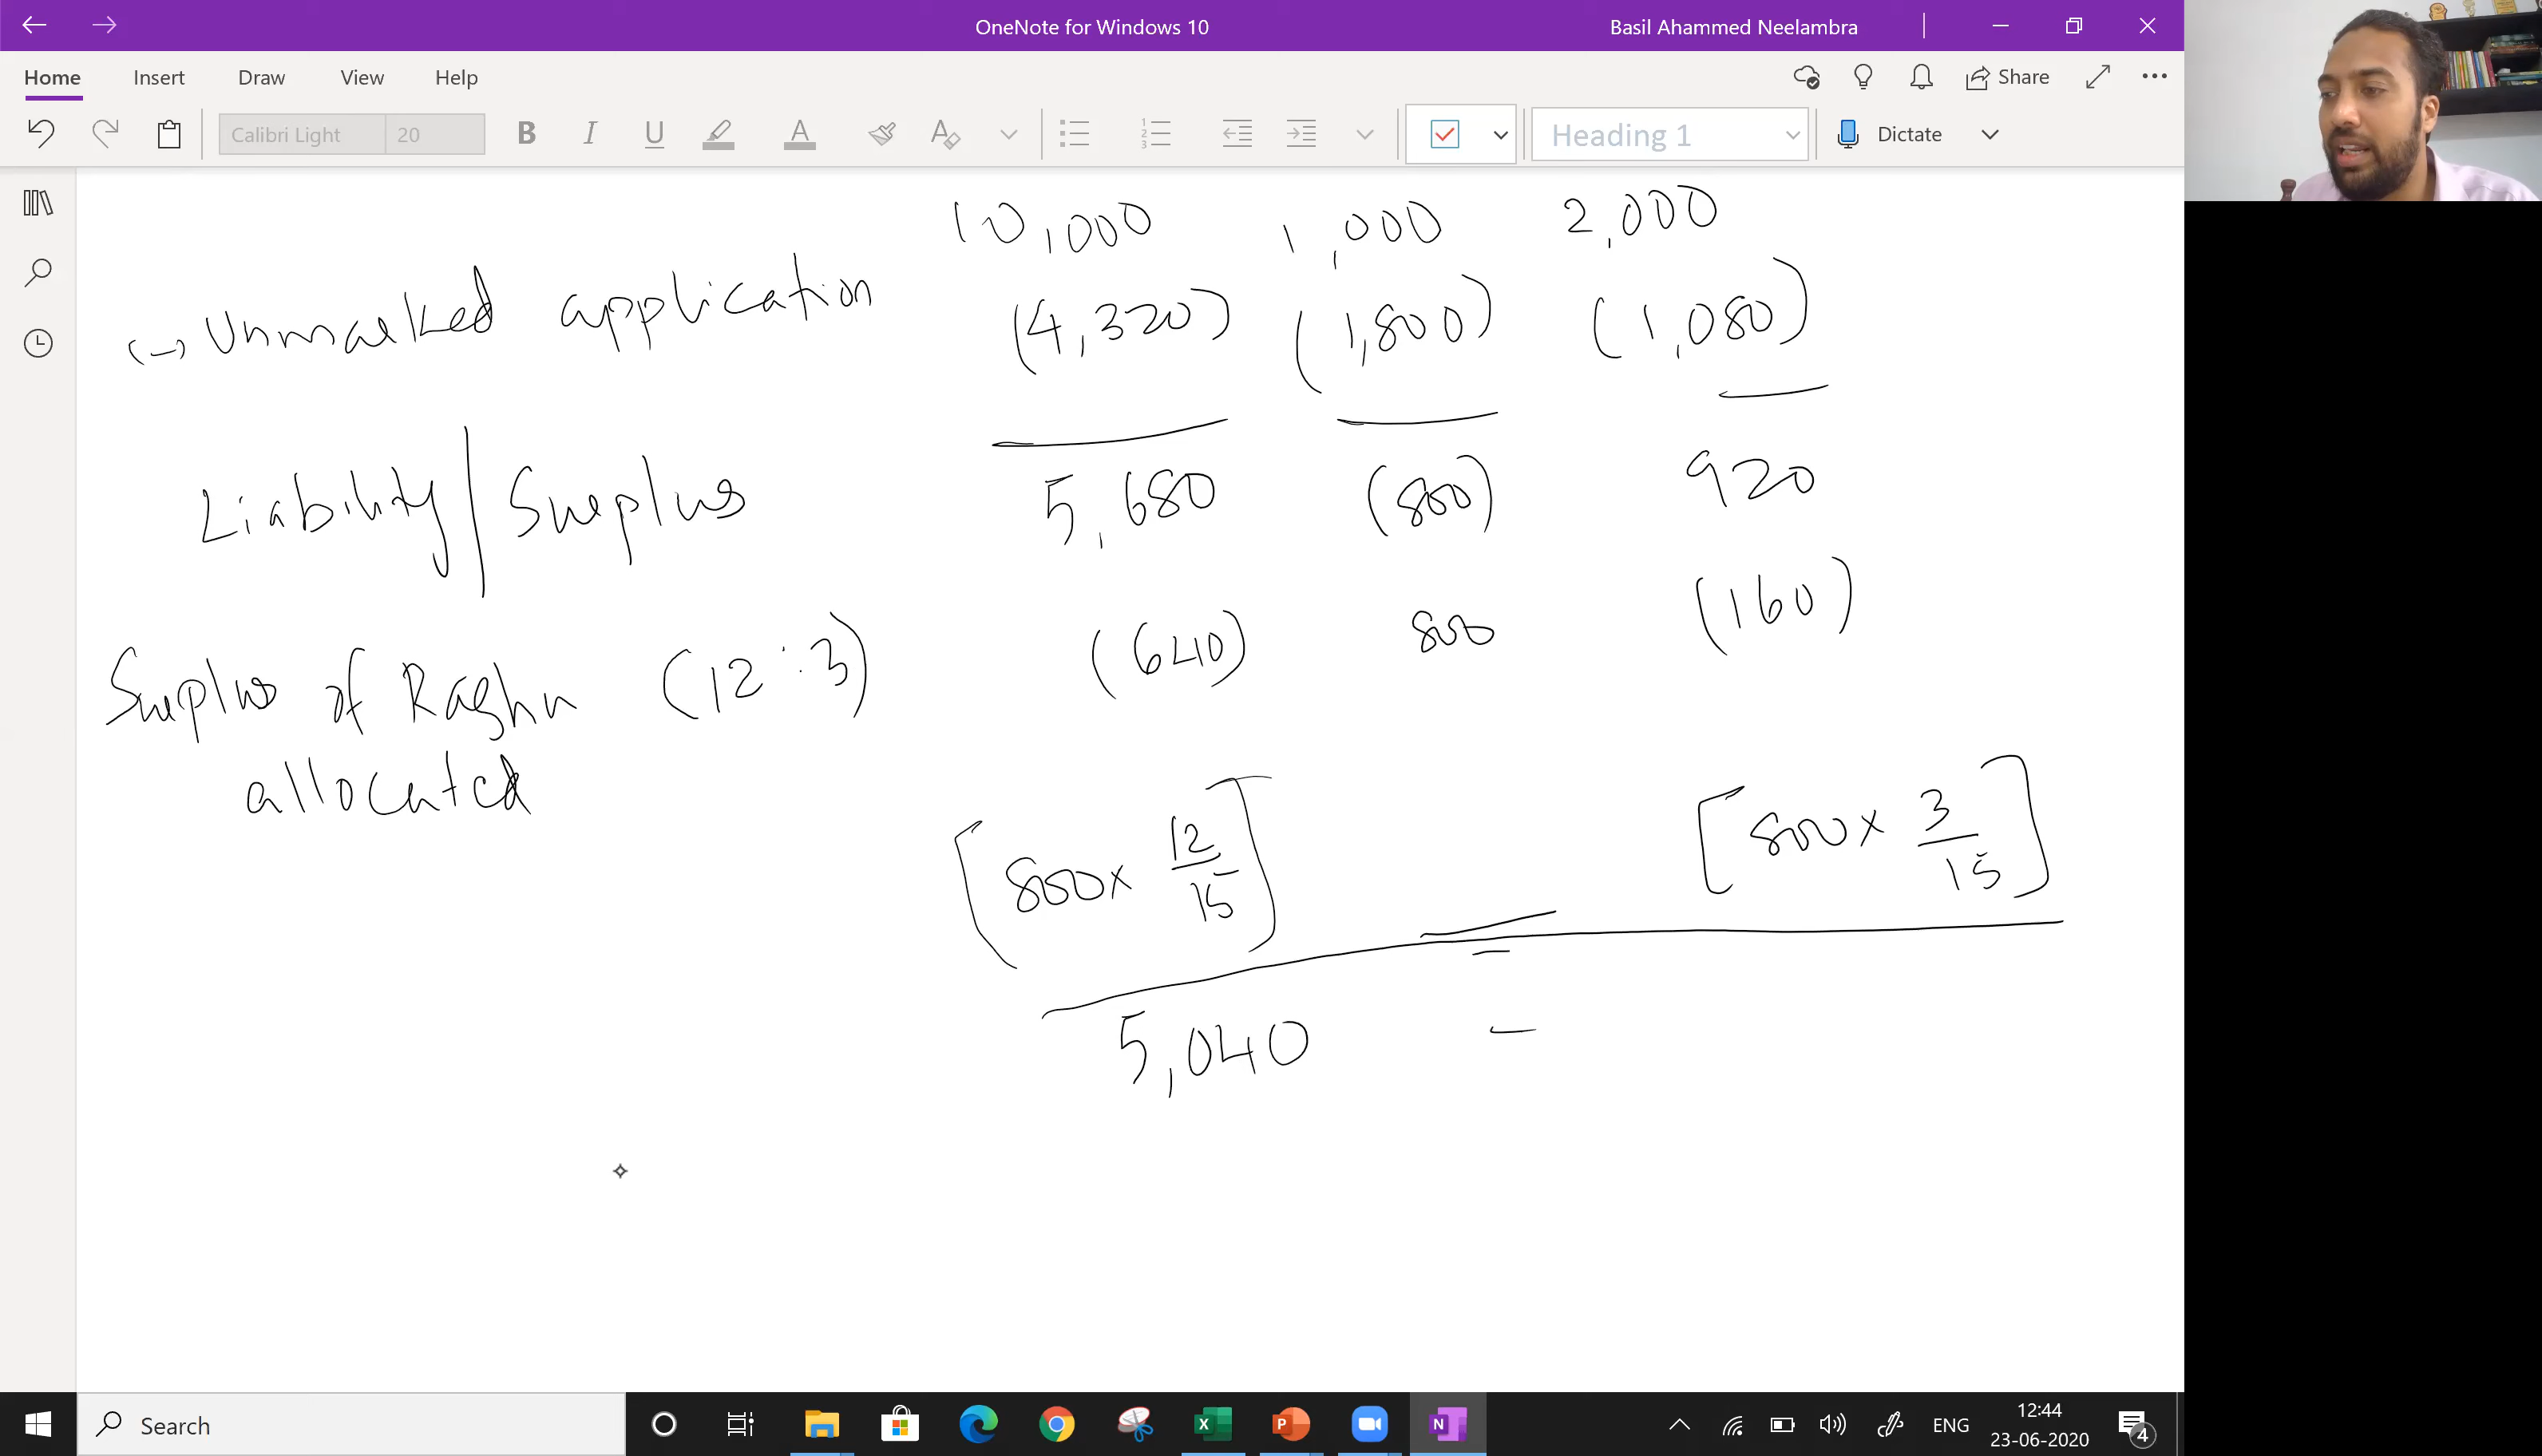 OneNote for Windows 10
Basil Ahammed Neelambra
Home Insert Draw View Help
Share
Calibri Light 20
B I U A A
Heading 1
Dictate
10,000 1,000 2,000
(-) Unmarked application (4,320) (1,800) (1,080)
Liability/Surplus 5,680 (800) 920
Surplus of Raghu (12:3) (640) 800 (160)
allocated
[800 x 12/15] = [800 x 3/15]
5,040 -
Search
ENG
12:44
23-06-2020
4